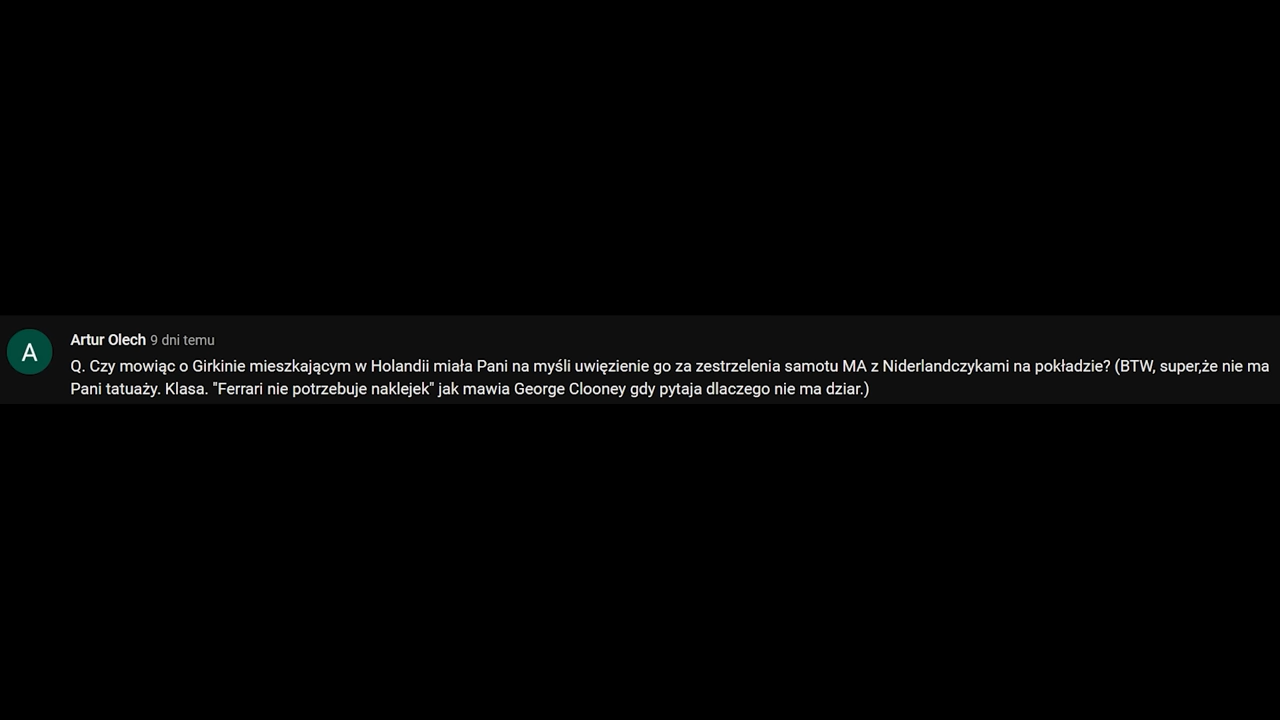 A
Artur Olech 9 dni temu
Q. Czy mowiąc o Girkinie mieszkającym w Holandii miała Pani na myśli uwięzienie go za zestrzelenia samotu MA z Niderlandczykami na pokładzie? (BTW, super,że nie ma
Pani tatuaży. Klasa. "Ferrari nie potrzebuje naklejek" jak mawia George Clooney gdy pytaja dlaczego nie ma dziar.)